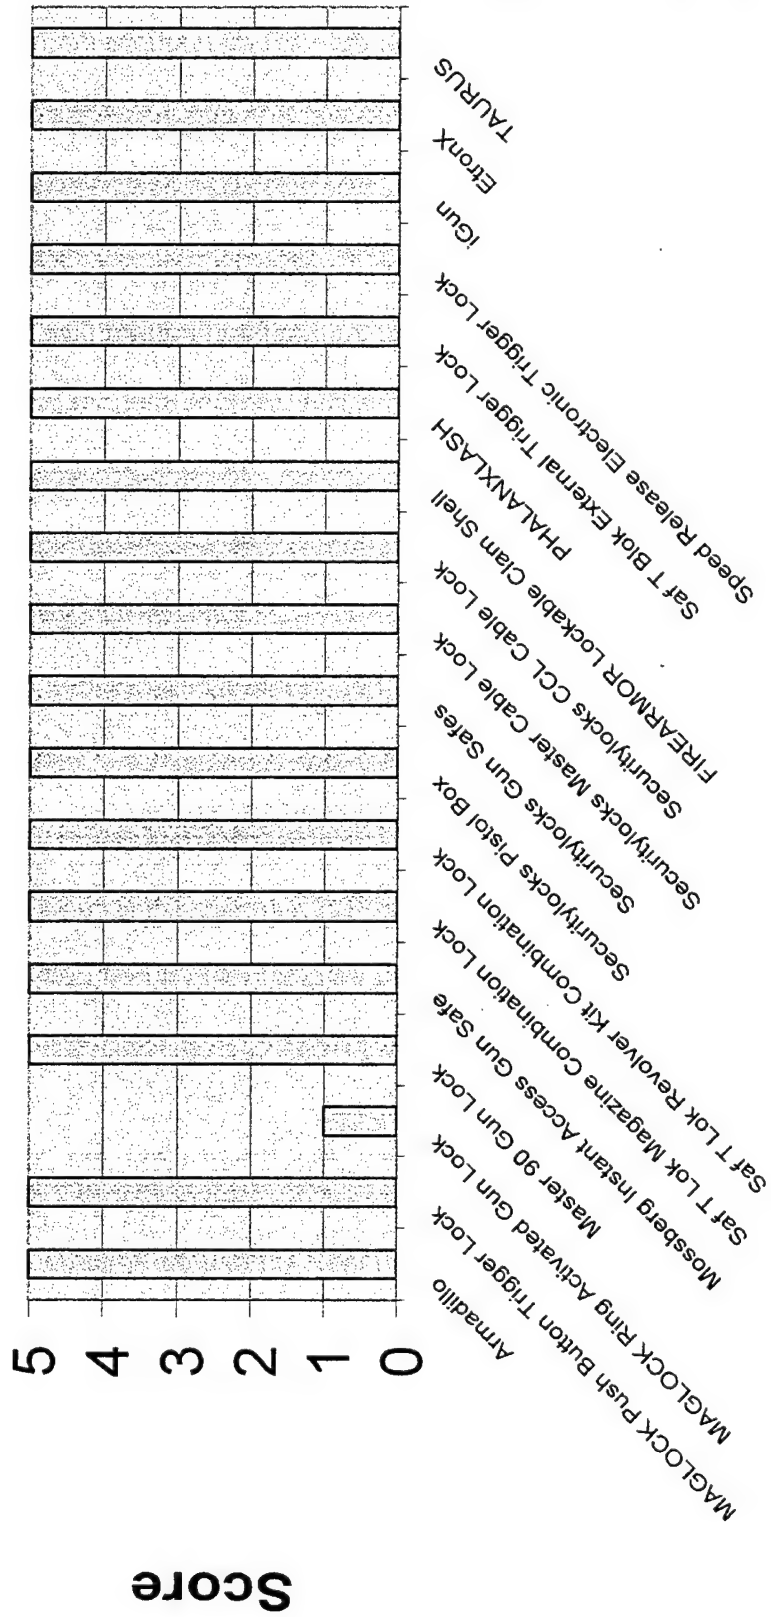 Score
5
4
3
2
1
0
Armadillo
MAGLOCK Push Button Trigger Lock
MAGLOCK Ring Activated Gun Lock
Master 90 Gun Lock
Mossberg Instant Access Gun Safe
Saf T Lok Magazine Combination Lock
Saf T Lok Revolver Kit Combination Lock
Securitylocks Pistol Box
Securitylocks Gun Safes
Securitylocks Master Cable Lock
Securitylocks CCL Cable Lock
FIREARMOR Lockable Clam Shell
PHALANXLASH
Saf T Blok External Trigger Lock
Speed Release Electronic Trigger Lock
iGun
EtronX
TAURUS